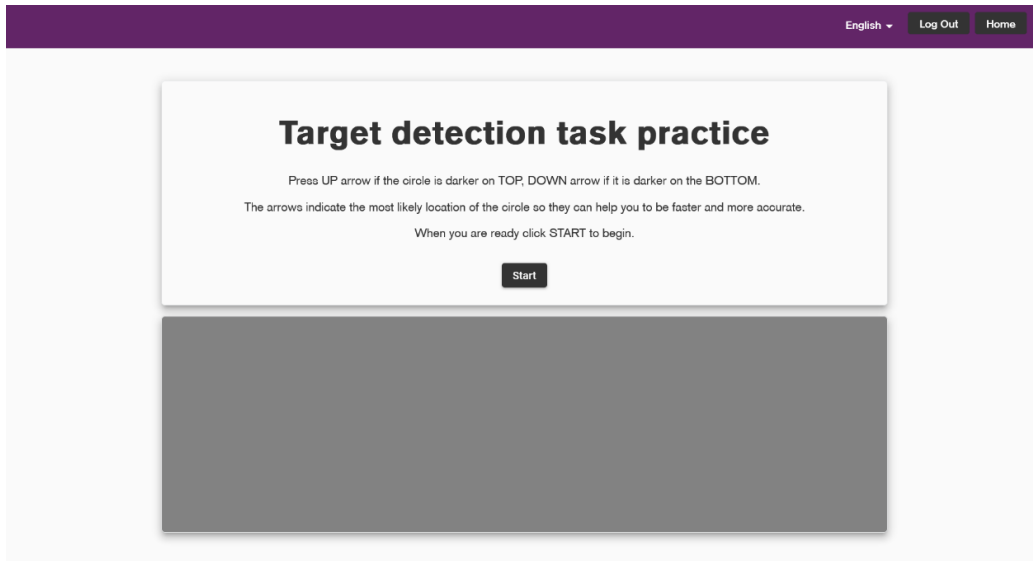 English
Log Out
Home
Target detection task practice
Press UP arrow if the circle is darker on TOP, DOWN arrow if it is darker on the BOTTOM.
The arrows indicate the most likely location of the circle so they can help you to be faster and more accurate.
When you are ready click START to begin.
Start